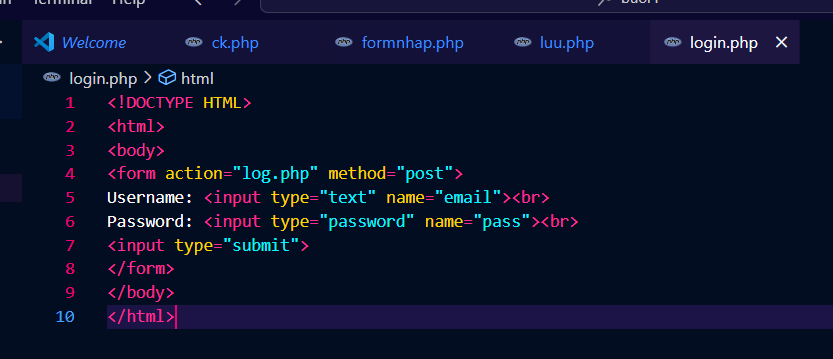 Terminal Help
Welcome ck.php formnhap.php luu.php login.php
login.php > html
1 <!DOCTYPE HTML>
2 <html>
3 <body>
4 <form action="log.php" method="post">
5 Username: <input type="text" name="email"><br>
6 Password: <input type="password" name="pass"><br>
7 <input type="submit">
8 </form>
9 </body>
10 </html>